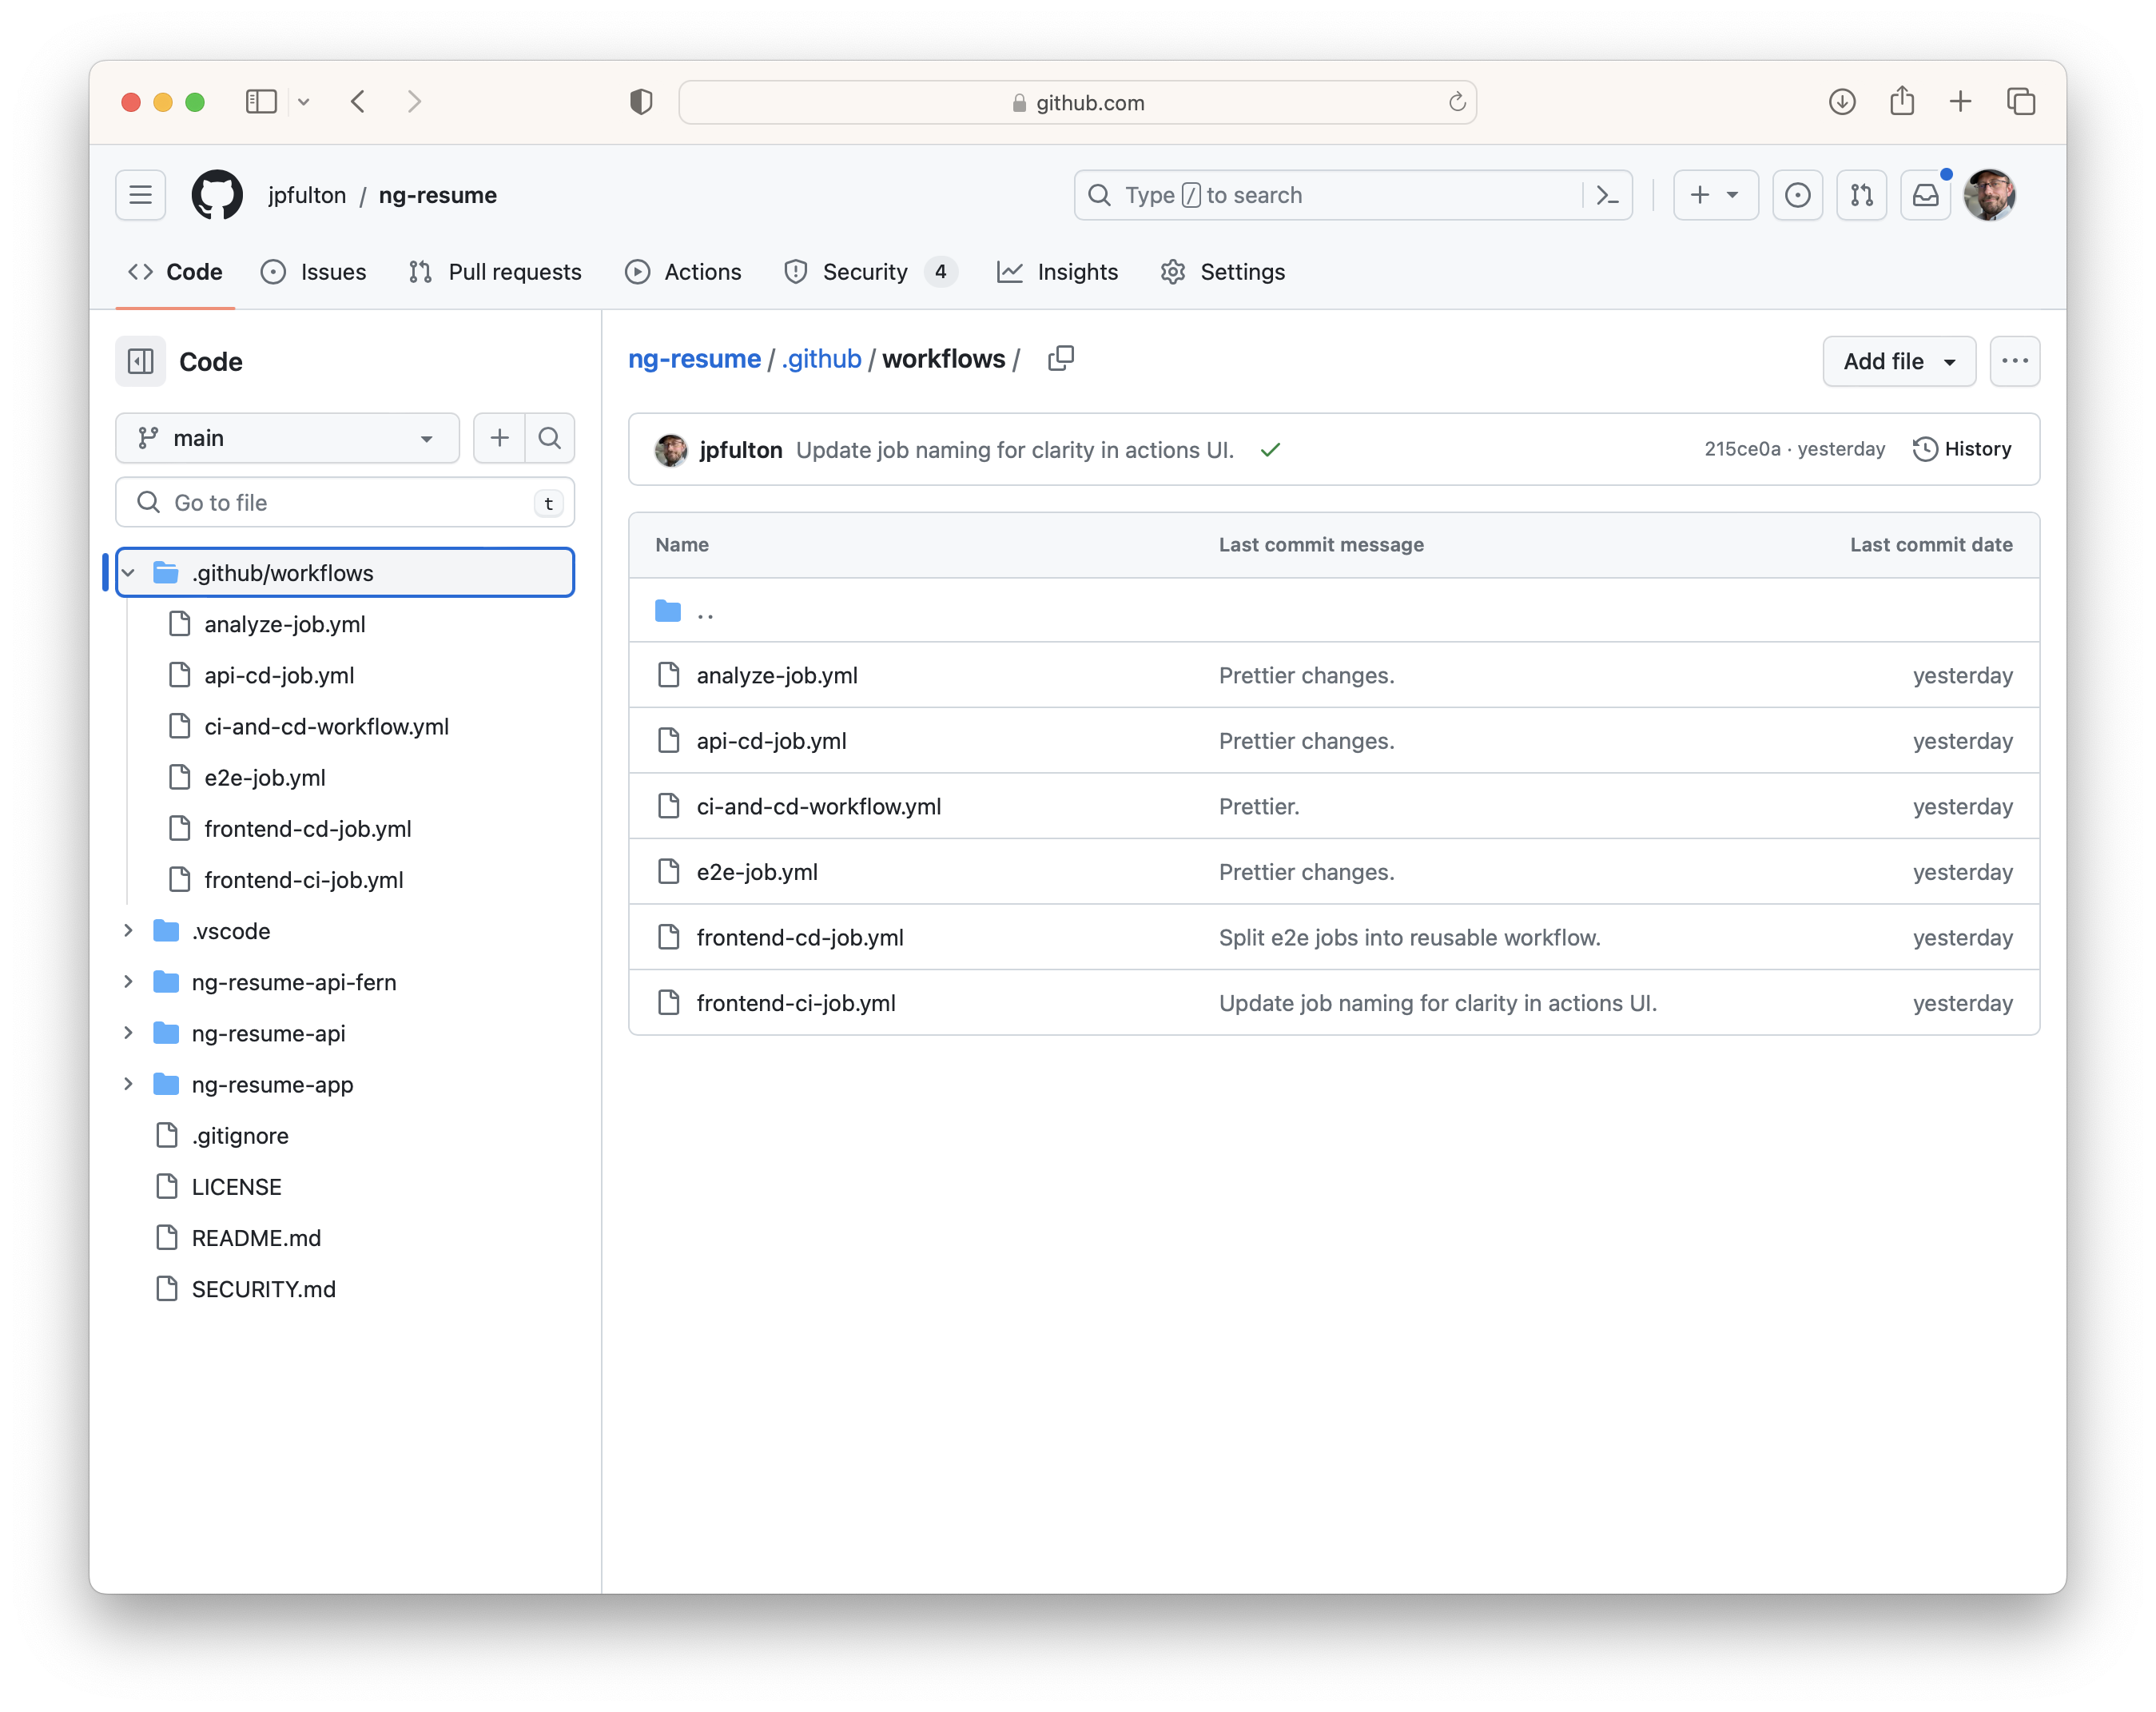 github.com
jpfulton / ng-resume
Type / to search
Code Issues Pull requests Actions Security 4 Insights Settings
Code
main
Go to file t
.github/workflows
analyze-job.yml
api-cd-job.yml
ci-and-cd-workflow.yml
e2e-job.yml
frontend-cd-job.yml
frontend-ci-job.yml
.vscode
ng-resume-api-fern
ng-resume-api
ng-resume-app
.gitignore
LICENSE
README.md
SECURITY.md
ng-resume / .github / workflows /
Add file
jpfulton Update job naming for clarity in actions UI. 215ce0a · yesterday History
Name Last commit message Last commit date
..
analyze-job.yml Prettier changes. yesterday
api-cd-job.yml Prettier changes. yesterday
ci-and-cd-workflow.yml Prettier. yesterday
e2e-job.yml Prettier changes. yesterday
frontend-cd-job.yml Split e2e jobs into reusable workflow. yesterday
frontend-ci-job.yml Update job naming for clarity in actions UI. yesterday